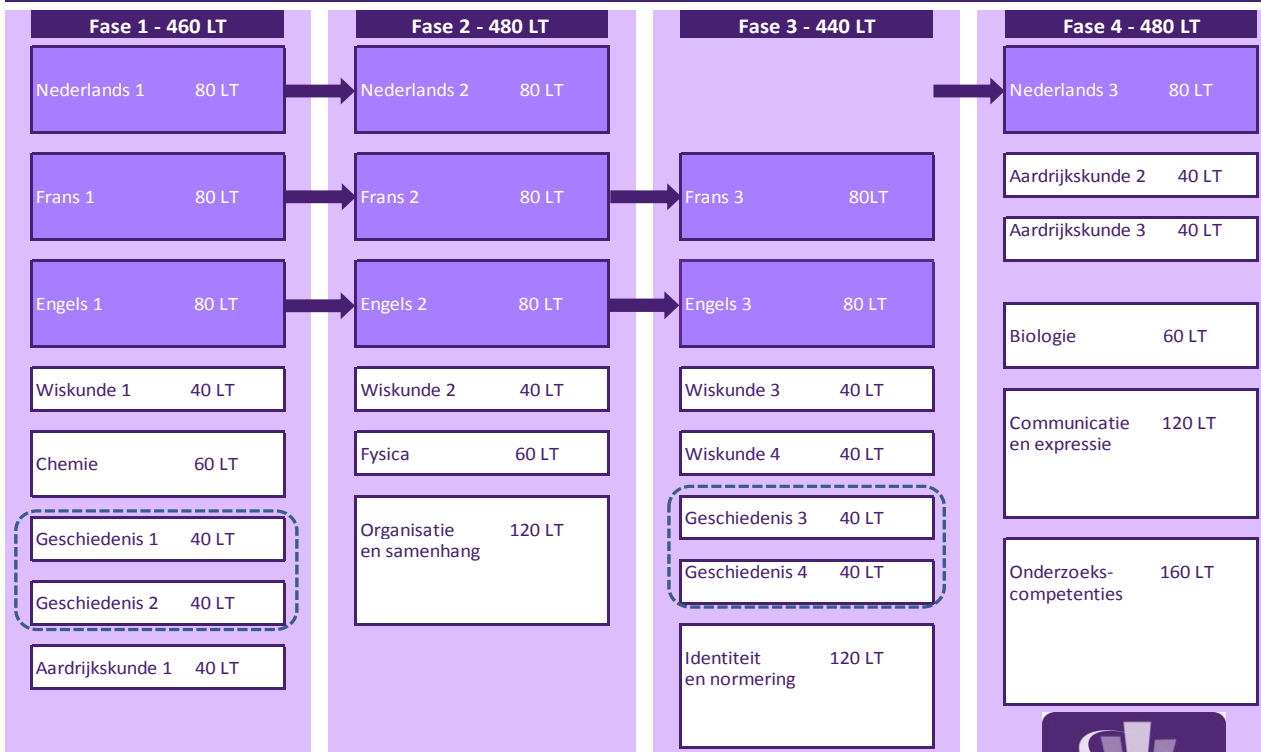 Fase 1 - 460 LT
Nederlands 1 80 LT
Frans 1 80 LT
Engels 1 80 LT
Wiskunde 1 40 LT
Chemie 60 LT
Geschiedenis 1 40 LT
Geschiedenis 2 40 LT
Aardrijkskunde 1 40 LT
Fase 2 - 480 LT
Nederlands 2 80 LT
Frans 2 80 LT
Engels 2 80 LT
Wiskunde 2 40 LT
Fysica 60 LT
Organisatie 120 LT
en samenhang
Fase 3 - 440 LT
Frans 3 80LT
Engels 3 80 LT
Wiskunde 3 40 LT
Wiskunde 4 40 LT
Geschiedenis 3 40 LT
Geschiedenis 4 40 LT
Identiteit 120 LT
en normering
Fase 4 - 480 LT
Nederlands 3 80 LT
Aardrijkskunde 2 40 LT
Aardrijkskunde 3 40 LT
Biologie 60 LT
Communicatie 120 LT
en expressie
Onderzoeks- 160 LT
competenties